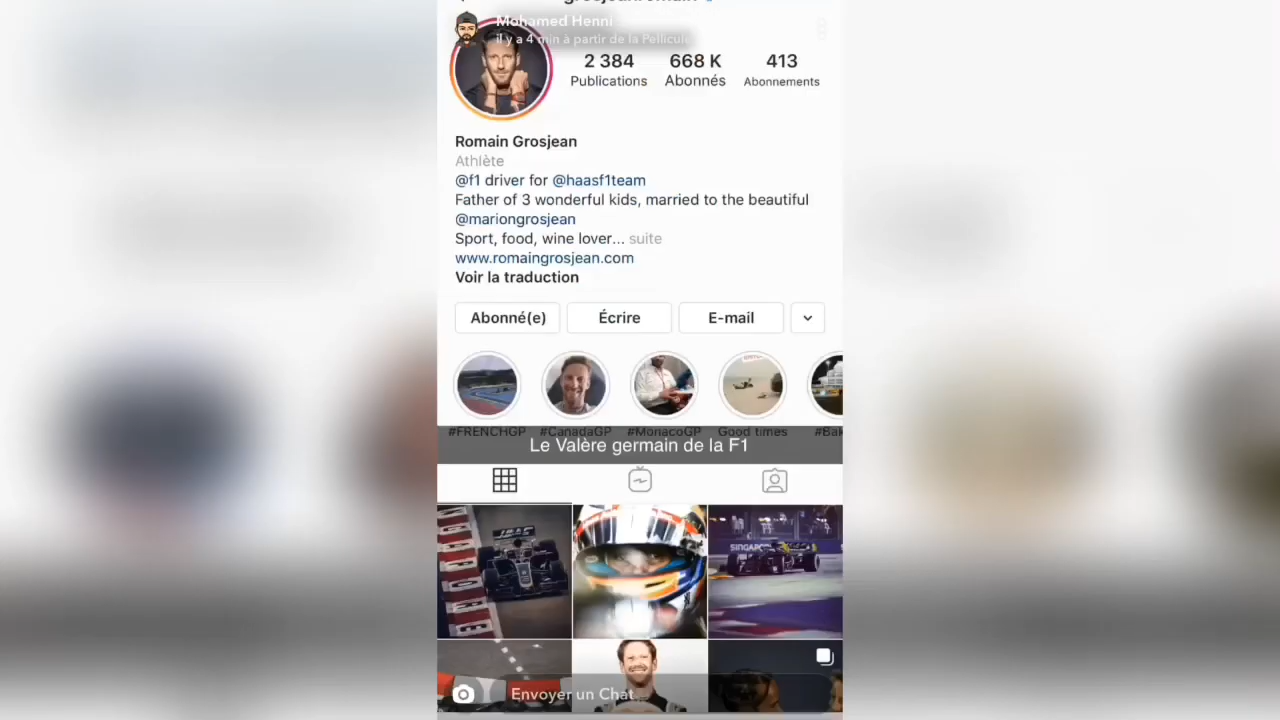 Mohamed Henni
il y a 4 min à partir de la Pellicule
2 384
668 K
413
Publications
Abonnés
Abonnements
Romain Grosjean
Athlète
@f1 driver for @haasf1team
Father of 3 wonderful kids, married to the beautiful
@mariongrosjean
Sport, food, wine lover... suite
www.romaingrosjean.com
Voir la traduction
Abonné(e)
Écrire
E-mail
#FRENCHGP
#CanadaGP
#MonacoGP
Good times
#Bak
Le Valère germain de la F1
HAAS
SINGAPO
Envoyer un Chat